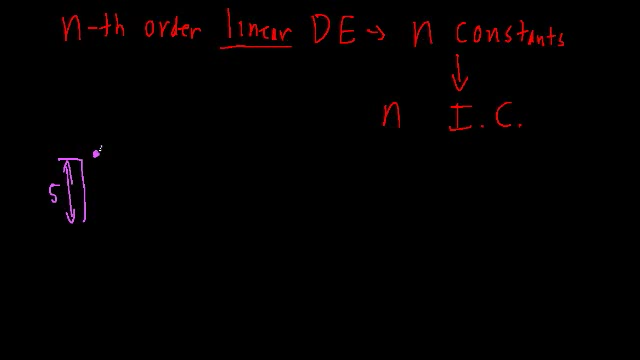 n-th order linear DE → n constants
↓
n I.C.
5